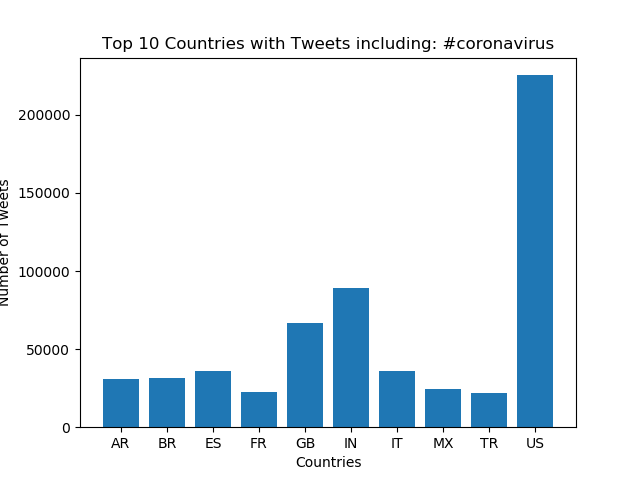 Top 10 Countries with Tweets including: #coronavirus
Number of Tweets
200000
150000
100000
50000
0
AR BR ES FR GB IN IT MX TR US
Countries